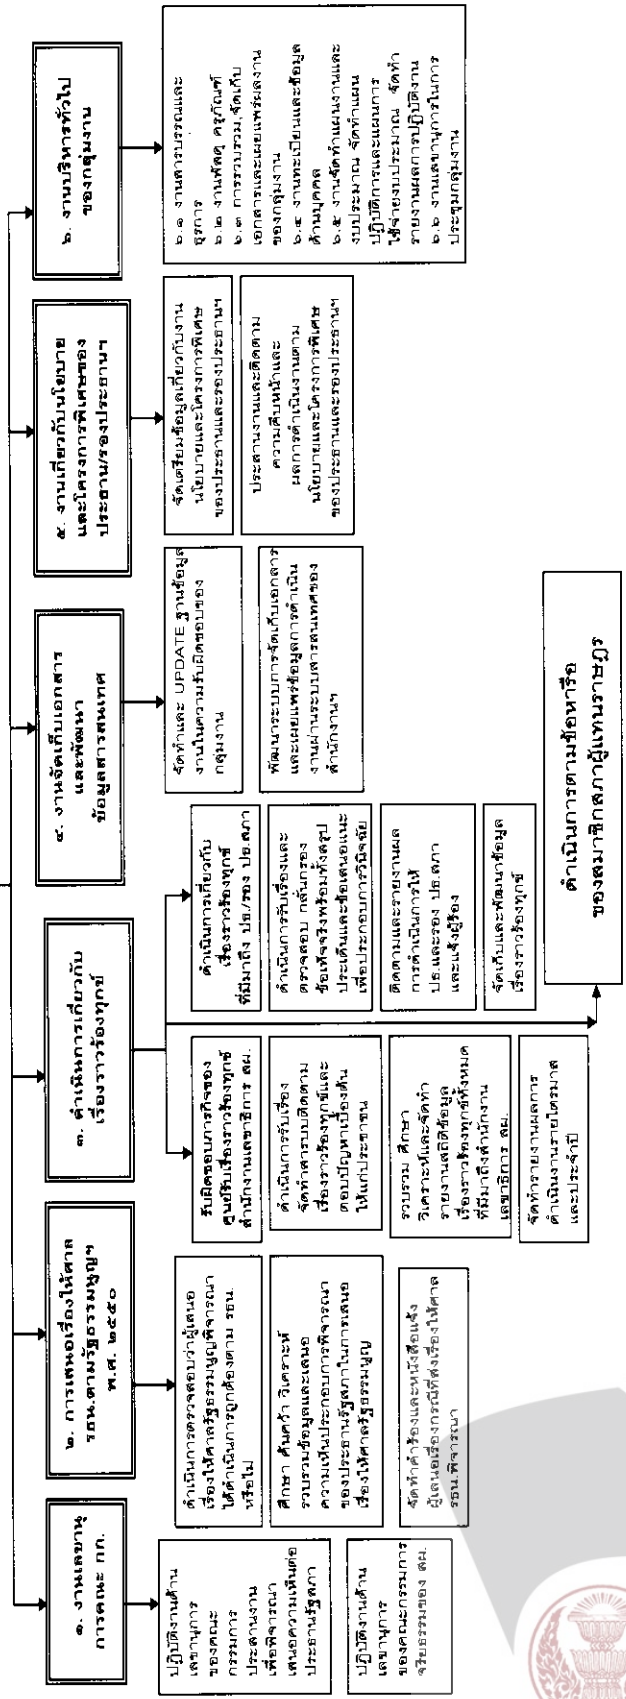 ๑. งานเลขานุ
การคณะ กก.
ปฏิบัติงานด้าน
เลขานุการ
ของคณะ
กรรมการ
ประสานงาน
เพื่อพิจารณา
เสนอความเห็นต่อ
ประธานรัฐสภา
ปฏิบัติงานด้าน
เลขานุการ
ของคณะกรรมการ
จริยธรรมของ สผ.
๒. การเสนอเรื่องให้ศาล
รธน.ตามรัฐธรรมนูญฯ
พ.ศ. ๒๕๕๐
ดำเนินการตรวจสอบว่าผู้เสนอ
เรื่องให้ศาลรัฐธรรมนูญพิจารณา
ได้ดำเนินการถูกต้องตาม รธน.
หรือไม่
ศึกษา ค้นคว้า วิเคราะห์
รวบรวมข้อมูลและเสนอ
ความเห็นประกอบการพิจารณา
ของประธานรัฐสภาในการเสนอ
เรื่องให้ศาลรัฐธรรมนูญ
จัดทำคำร้องและหนังสือแจ้ง
ผู้เสนอเรื่องกรณีที่ส่งเรื่องให้ศาล
รธน.พิจารณา
๓. ดำเนินการเกี่ยวกับ
เรื่องราวร้องทุกข์
รับผิดชอบภารกิจของ
ศูนย์รับเรื่องราวร้องทุกข์
สำนักงานเลขาธิการ สผ.
ดำเนินการรับเรื่อง
จัดทำสารบบติดตาม
เรื่องราวร้องทุกข์และ
ตอบปัญหาเบื้องต้น
ให้แก่ประชาชน
รวบรวม ศึกษา
วิเคราะห์และจัดทำ
รายงานสถิติข้อมูล
เรื่องราวร้องทุกข์ทั้งหมด
ที่มีมาถึงสำนักงาน
เลขาธิการ สผ.
จัดทำรายงานผลการ
ดำเนินงานรายไตรมาส
และประจำปี
ดำเนินการเกี่ยวกับ
เรื่องราวร้องทุกข์
ที่มีมาถึง ปธ./รอง ปธ.สภา
ดำเนินการรับเรื่องและ
ตรวจสอบ กลั่นกรอง
ข้อเท็จจริงพร้อมทั้งสรุป
ประเด็นและข้อเสนอแนะ
เพื่อประกอบการวินิจฉัย
ติดตามและรายงานผล
การดำเนินการให้
ปธ.และรอง ปธ.สภา
และแจ้งผู้ร้อง
จัดเก็บและพัฒนาข้อมูล
เรื่องราวร้องทุกข์
ดำเนินการตามข้อหารือ
ของสมาชิกสภาผู้แทนราษฎร
๔. งานจัดเก็บเอกสาร
และพัฒนา
ข้อมูลสารสนเทศ
จัดทำและ UPDATE ฐานข้อมูล
งานในความรับผิดชอบของ
กลุ่มงาน
พัฒนาระบบการจัดเก็บเอกสาร
และเผยแพร่ข้อมูลการดำเนิน
งานผ่านระบบสารสนเทศของ
สำนักงานฯ
๕. งานเกี่ยวกับนโยบาย
และโครงการพิเศษของ
ประธาน/รองประธานฯ
จัดเตรียมข้อมูลเกี่ยวกับงาน
นโยบายและโครงการพิเศษ
ของประธานและรองประธานฯ
ประสานงานและติดตาม
ความคืบหน้าและ
ผลการดำเนินงานตาม
นโยบายและโครงการพิเศษ
ของประธานและรองประธานฯ
๖. งานบริหารทั่วไป
ของกลุ่มงาน
๖.๑ งานสารบรรณและ
ธุรการ
๖.๒ งานพัสดุ ครุภัณฑ์
๖.๓ การรวบรวม,จัดเก็บ
เอกสารและเผยแพร่ผลงาน
ของกลุ่มงาน
๖.๔ งานทะเบียนและข้อมูล
ด้านบุคคล
๖.๕ งานจัดทำแผนงานและ
งบประมาณ จัดทำแผน
ปฏิบัติการและแผนการ
ใช้จ่ายงบประมาณ จัดทำ
รายงานผลการปฏิบัติงาน
๖.๖ งานเลขานุการในการ
ประชุมกลุ่มงาน